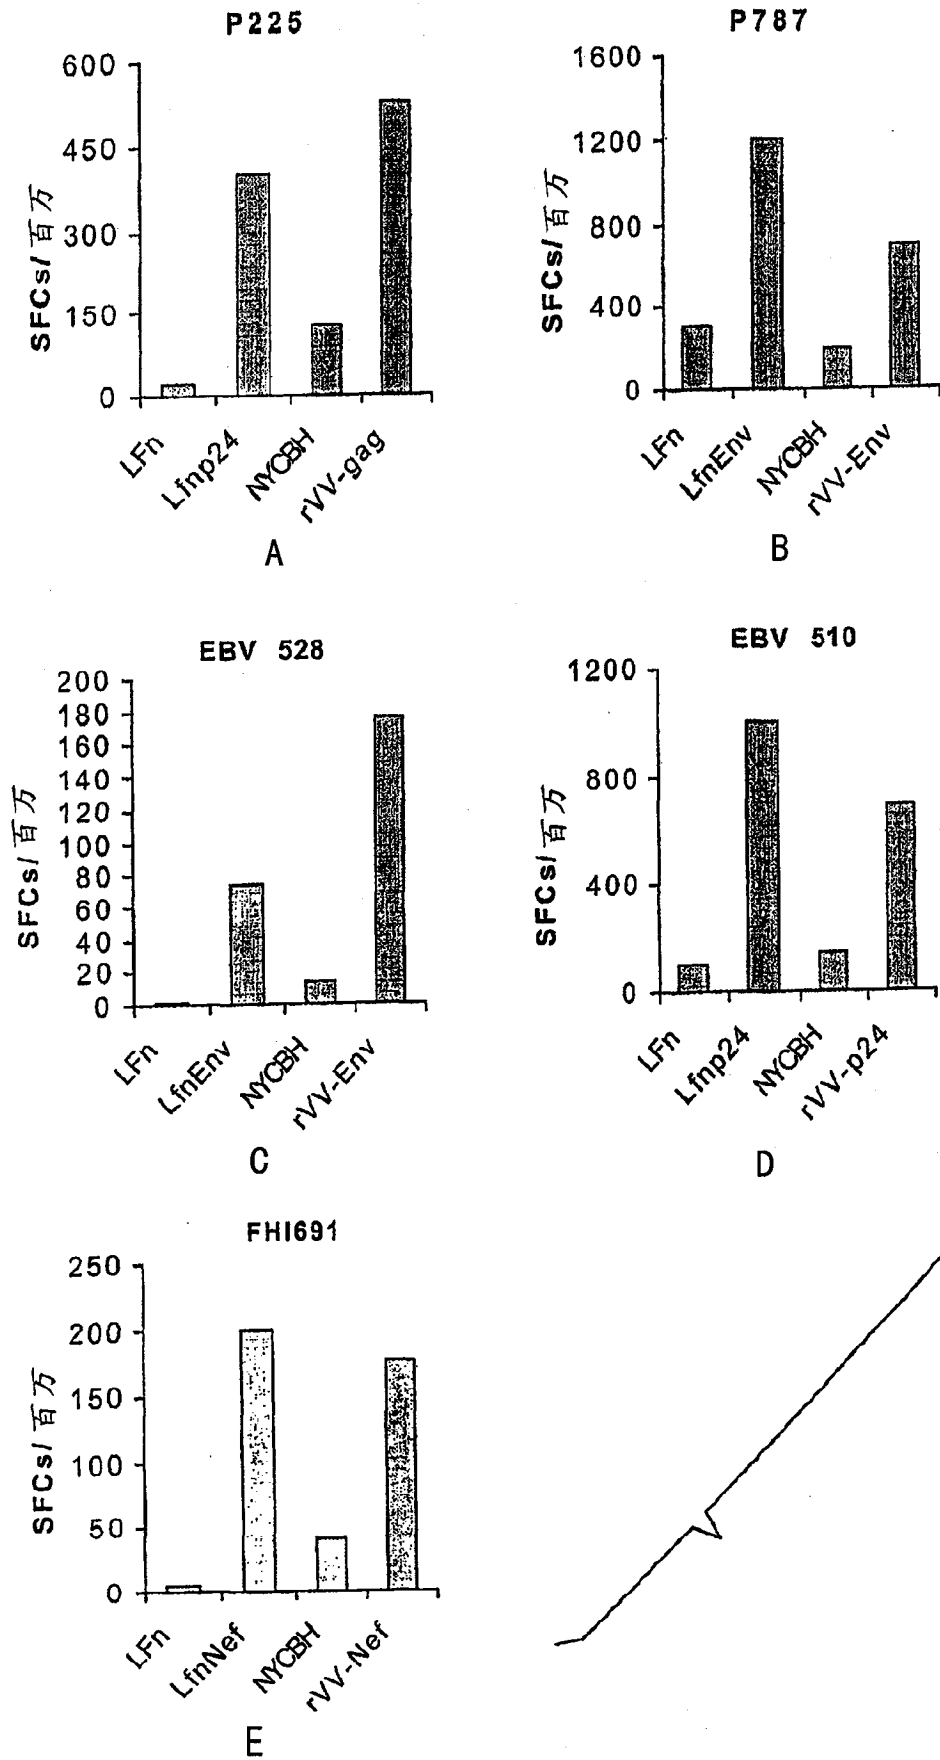 P225
600
450
300
150
0
SFCs/百万
LFn
Lfnp24
NYCBH
rVV-gag
A
P787
1600
1200
800
400
0
SFCs/百万
LFn
LfnEnv
NYCBH
rVV-Env
B
EBV 528
200
180
160
140
120
100
80
60
40
20
0
SFCs/百万
LFn
LfnEnv
NYCBH
rVV-Env
C
EBV 510
1200
800
400
0
SFCs/百万
LFn
Lfnp24
NYCBH
rVV-p24
D
FHI691
250
200
150
100
50
0
SFCs/百万
LFn
LfnNef
NYCBH
rVV-Nef
E